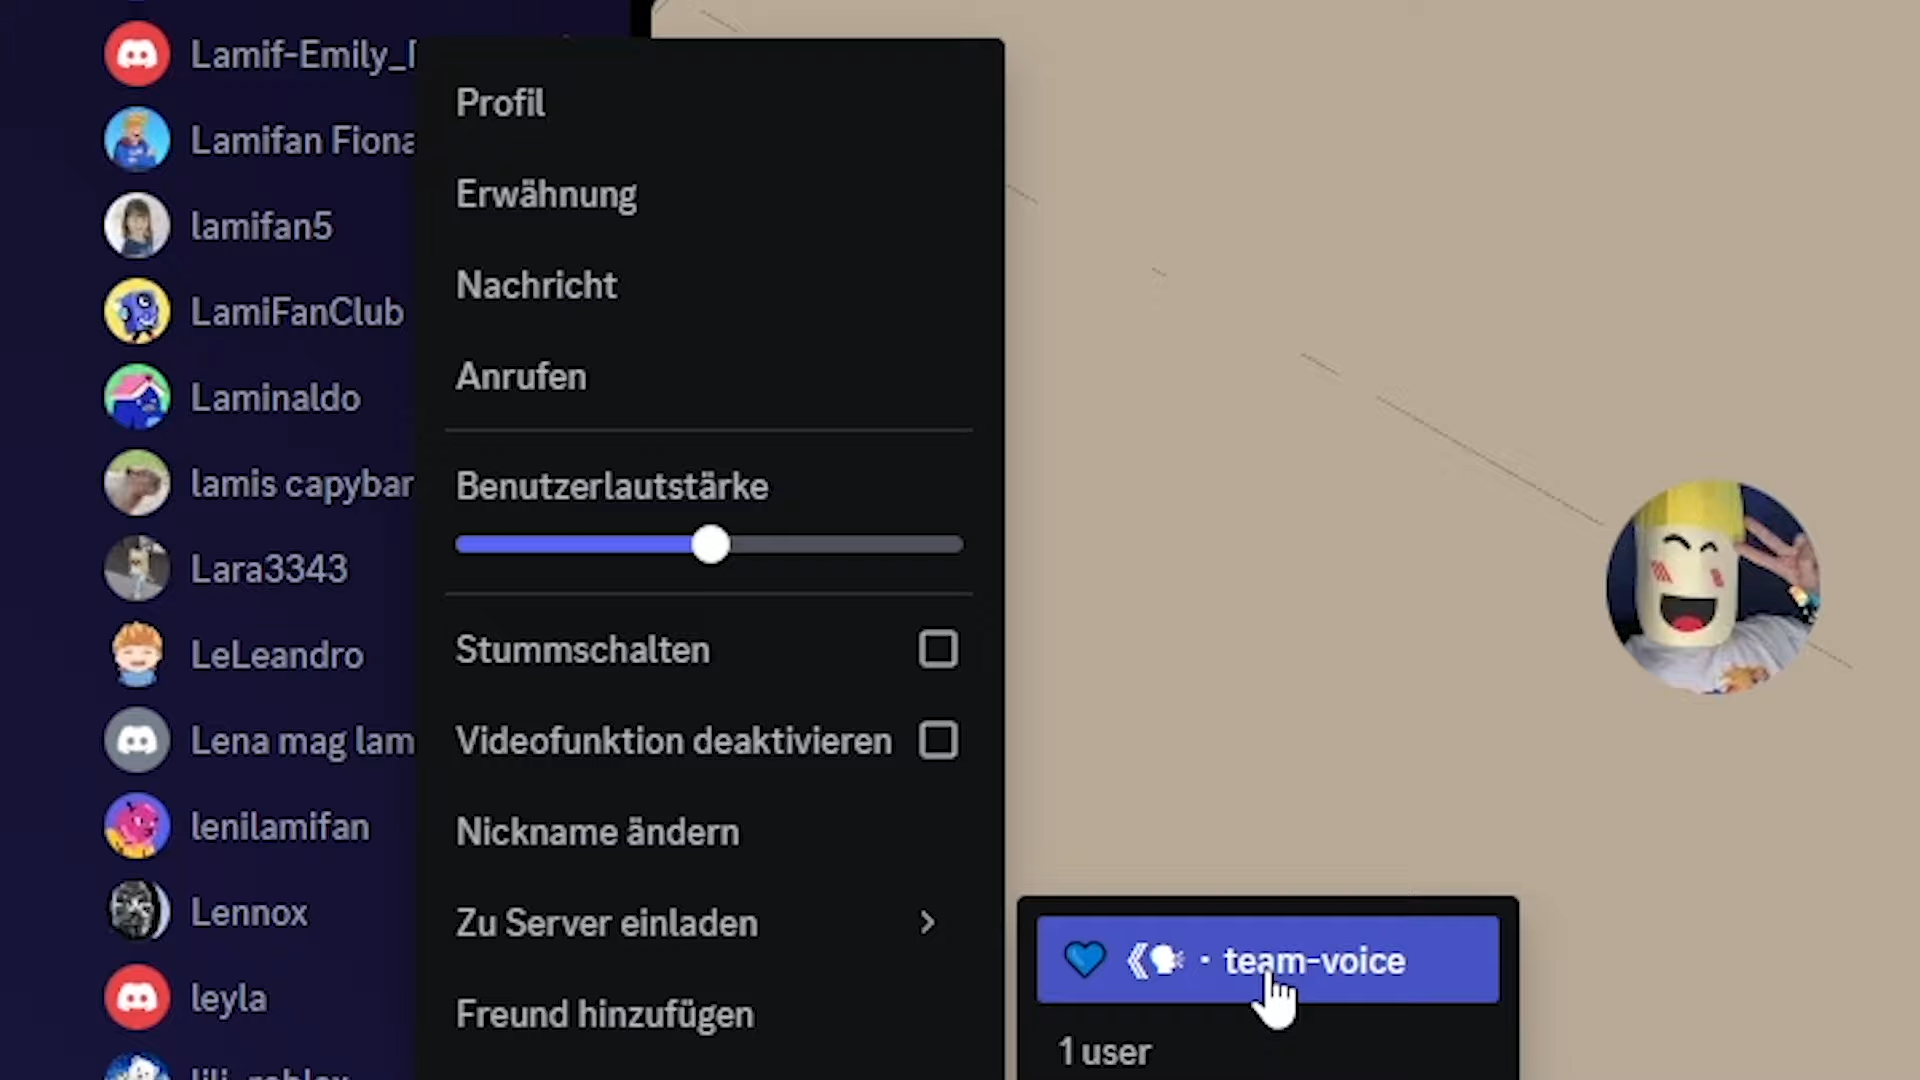 Lamif-Emily_
Lamifan Fiona
lamifan5
LamiFanClub
Laminaldo
lamis capybar
Lara3343
LeLeandro
Lena mag lam
lenilamifan
Lennox
leyla
Profil
Erwähnung
Nachricht
Anrufen
Benutzerlautstärke
Stummschalten
Videofunktion deaktivieren
Nickname ändern
Zu Server einladen
Freund hinzufügen
💙 《🗣 · team-voice
1 user